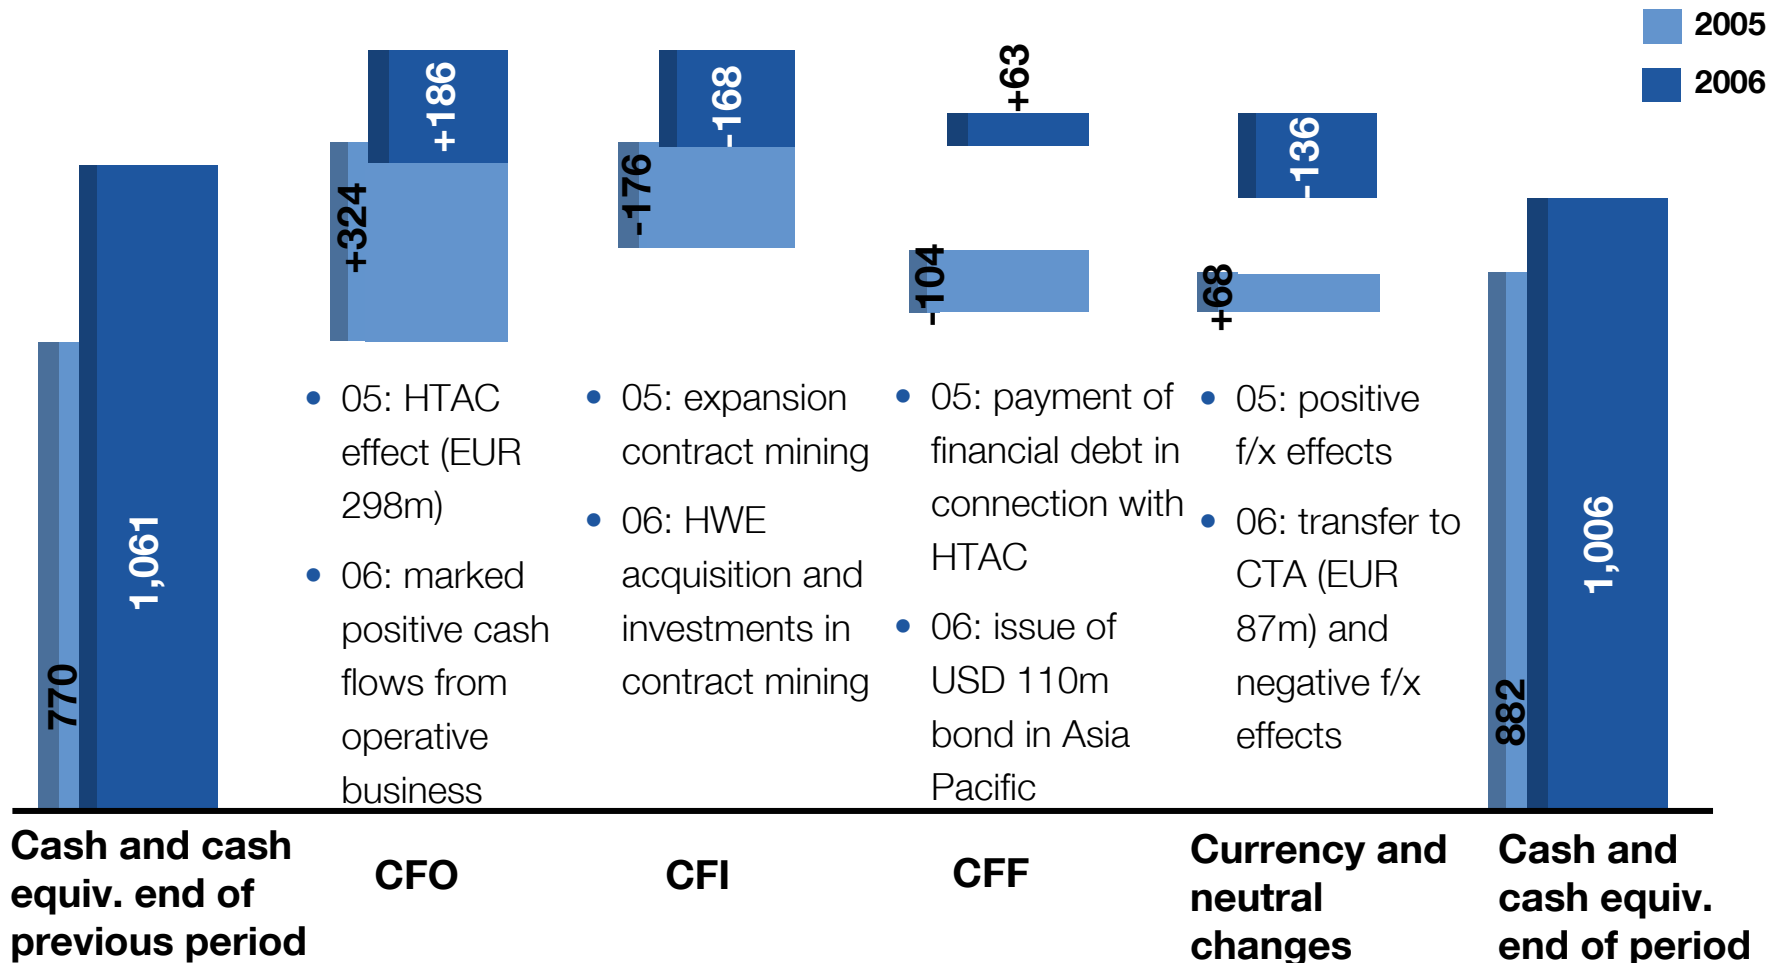 2005
2006
+186
-168
+63
-136
+324
-176
-104
+68
1,061
770
1,006
882
• 05: HTAC
effect (EUR
298m)
• 06: marked
positive cash
flows from
operative
business
• 05: expansion
contract mining
• 06: HWE
acquisition and
investments in
contract mining
• 05: payment of
financial debt in
connection with
HTAC
• 06: issue of
USD 110m
bond in Asia
Pacific
• 05: positive
f/x effects
• 06: transfer to
CTA (EUR
87m) and
negative f/x
effects
Cash and cash
equiv. end of
previous period
CFO
CFI
CFF
Currency and
neutral
changes
Cash and
cash equiv.
end of period